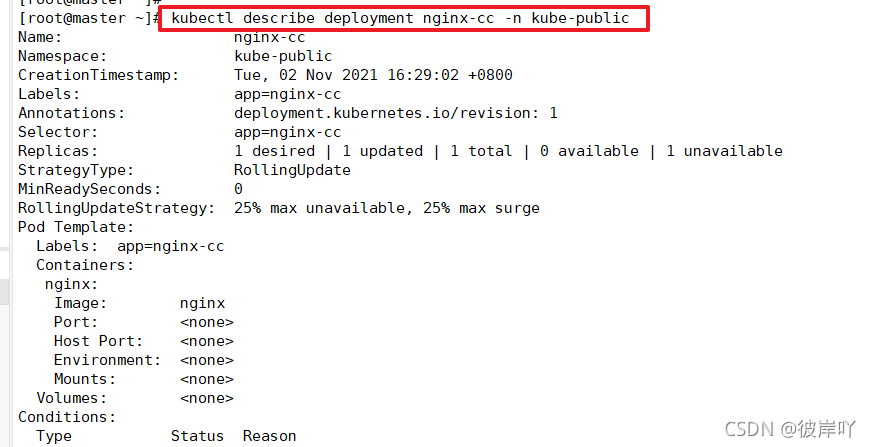 [root@master ~]#
[root@master ~]# kubectl describe deployment nginx-cc -n kube-public
Name:                   nginx-cc
Namespace:              kube-public
CreationTimestamp:      Tue, 02 Nov 2021 16:29:02 +0800
Labels:                 app=nginx-cc
Annotations:            deployment.kubernetes.io/revision: 1
Selector:               app=nginx-cc
Replicas:               1 desired | 1 updated | 1 total | 0 available | 1 unavailable
StrategyType:           RollingUpdate
MinReadySeconds:        0
RollingUpdateStrategy:  25% max unavailable, 25% max surge
Pod Template:
  Labels:  app=nginx-cc
  Containers:
   nginx:
    Image:        nginx
    Port:         <none>
    Host Port:    <none>
    Environment:  <none>
    Mounts:       <none>
  Volumes:        <none>
Conditions:
  Type           Status  Reason
CSDN @彼岸吖